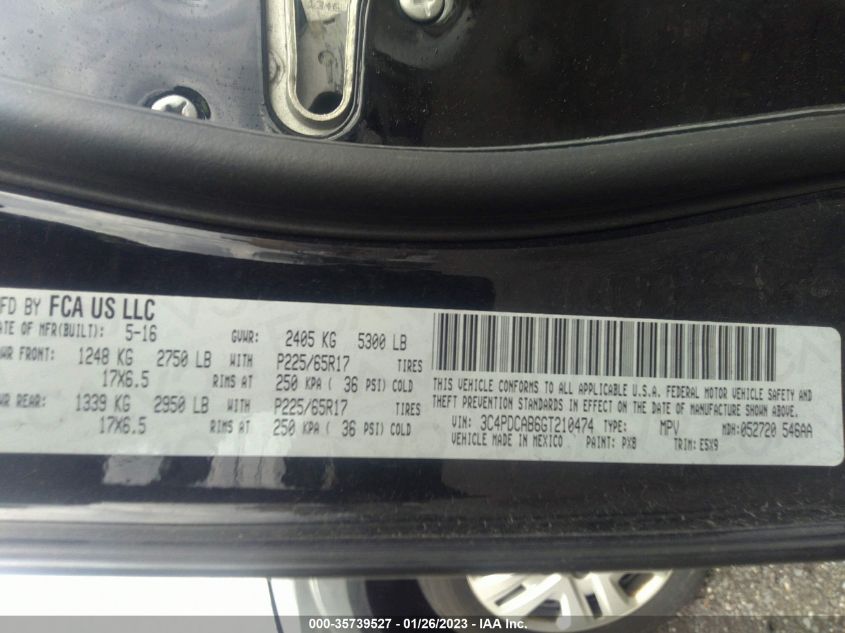 1346
FD BY FCA US LLC
ATE OF MFR(BUILT): 5-16 GVWR: 2405 KG 5300 LB
WR FRONT: 1248 KG 2750 LB WITH P225/65R17 TIRES
17X6.5 RIMS AT 250 KPA ( 36 PSI) COLD
WR REAR: 1339 KG 2950 LB WITH P225/65R17 TIRES
17X6.5 RIMS AT 250 KPA ( 36 PSI) COLD
THIS VEHICLE CONFORMS TO ALL APPLICABLE U.S.A. FEDERAL MOTOR VEHICLE SAFETY AND
THEFT PREVENTION STANDARDS IN EFFECT ON THE DATE OF MANUFACTURE SHOWN ABOVE.
VIN: 3C4PDCAB6GT210474 TYPE: MPV MDH:052720 546AA
VEHICLE MADE IN MEXICO PAINT: PX8 TRIM: E5X9
000-35739527 - 01/26/2023 - 1000746373